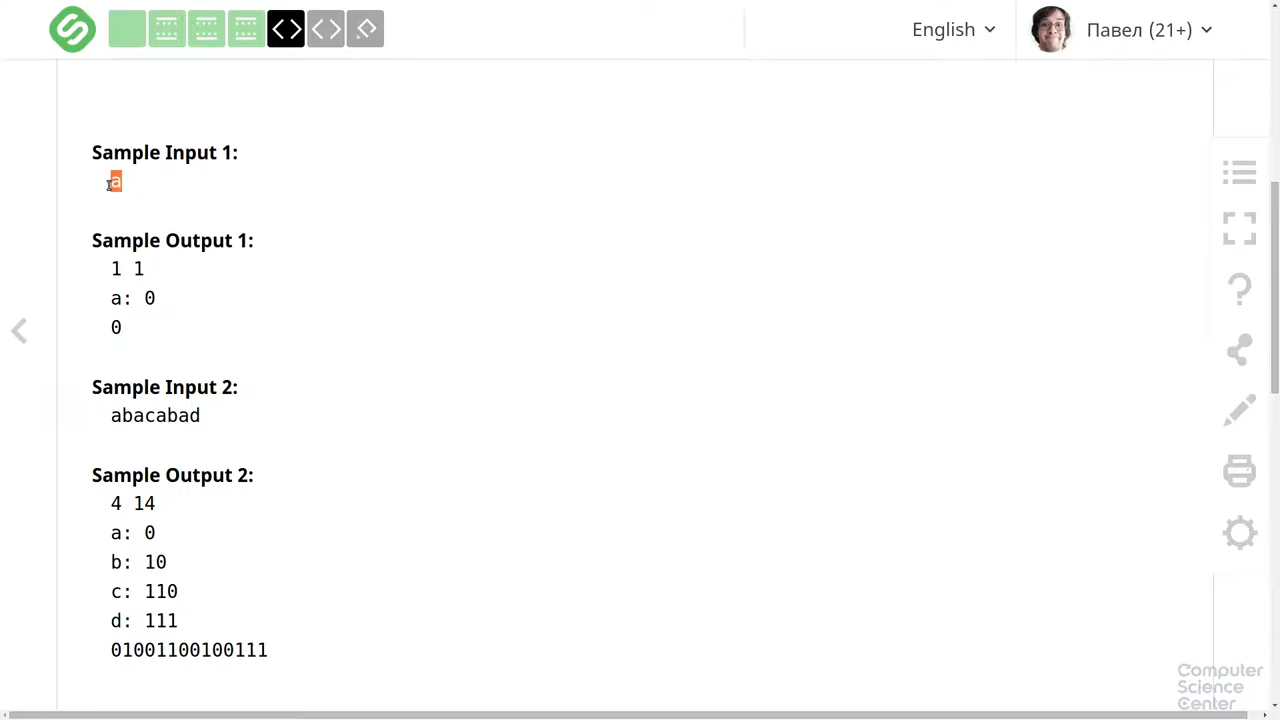 English
Павел (21+)
Sample Input 1:
a
Sample Output 1:
1 1
a: 0
0
Sample Input 2:
abacabad
Sample Output 2:
4 14
a: 0
b: 10
c: 110
d: 111
01001100100111
Computer
Science
Center